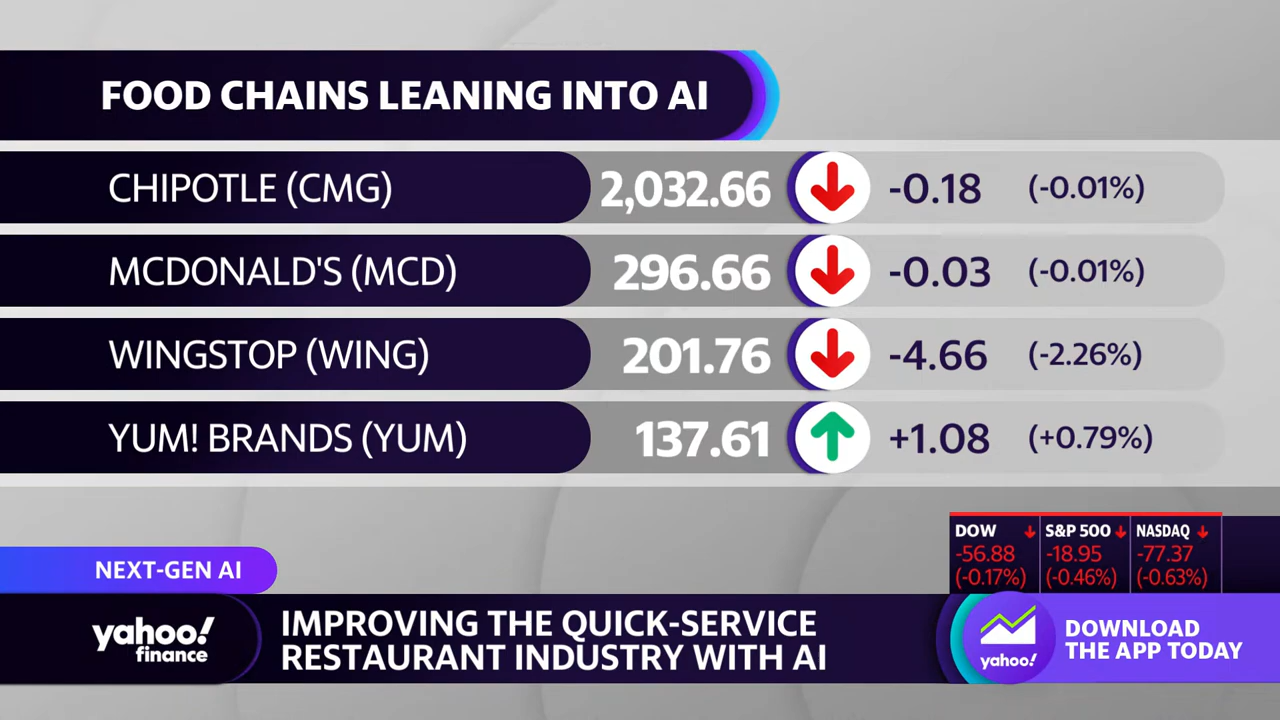 FOOD CHAINS LEANING INTO AI
CHIPOTLE (CMG) 2,032.66 -0.18 (-0.01%)
MCDONALD'S (MCD) 296.66 -0.03 (-0.01%)
WINGSTOP (WING) 201.76 -4.66 (-2.26%)
YUM! BRANDS (YUM) 137.61 +1.08 (+0.79%)
DOW S&P 500 NASDAQ
-56.88 -18.95 -77.37
(-0.17%) (-0.46%) (-0.63%)
NEXT-GEN AI
yahoo!
finance
IMPROVING THE QUICK-SERVICE
RESTAURANT INDUSTRY WITH AI
yahoo!
DOWNLOAD
THE APP TODAY